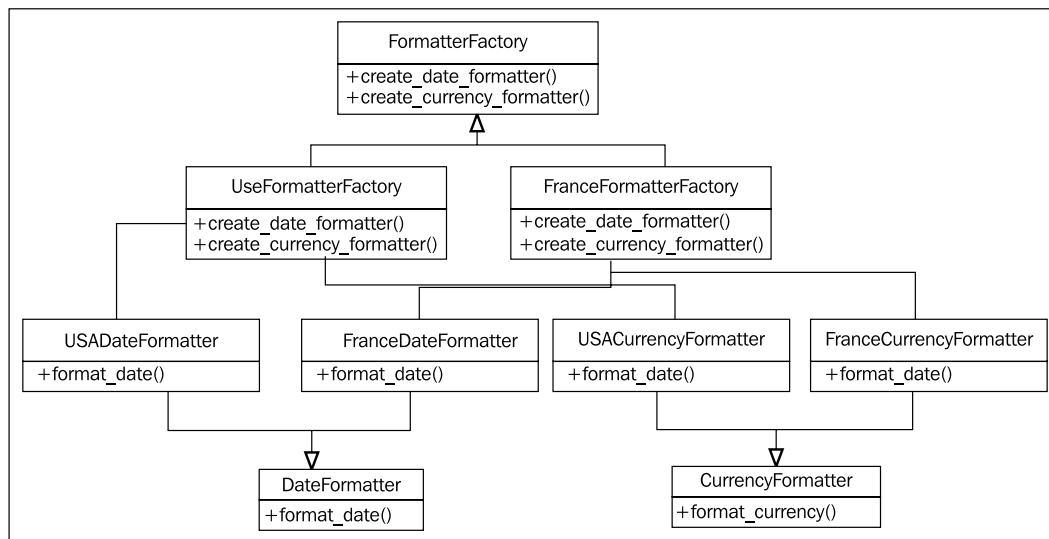 FormatterFactory
+create_date_formatter()
+create_currency_formatter()
UseFormatterFactory
+create_date_formatter()
+create_currency_formatter()
FranceFormatterFactory
+create_date_formatter()
+create_currency_formatter()
USADateFormatter
+format_date()
FranceDateFormatter
+format_date()
USACurrencyFormatter
+format_date()
FranceCurrencyFormatter
+format_date()
DateFormatter
+format_date()
CurrencyFormatter
+format_currency()